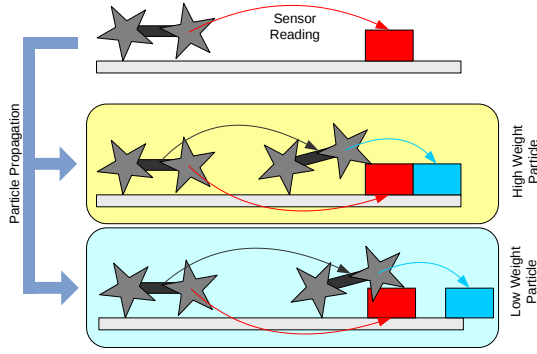 Sensor
Reading
Particle Propagation
High Weight
Particle
Low Weight
Particle